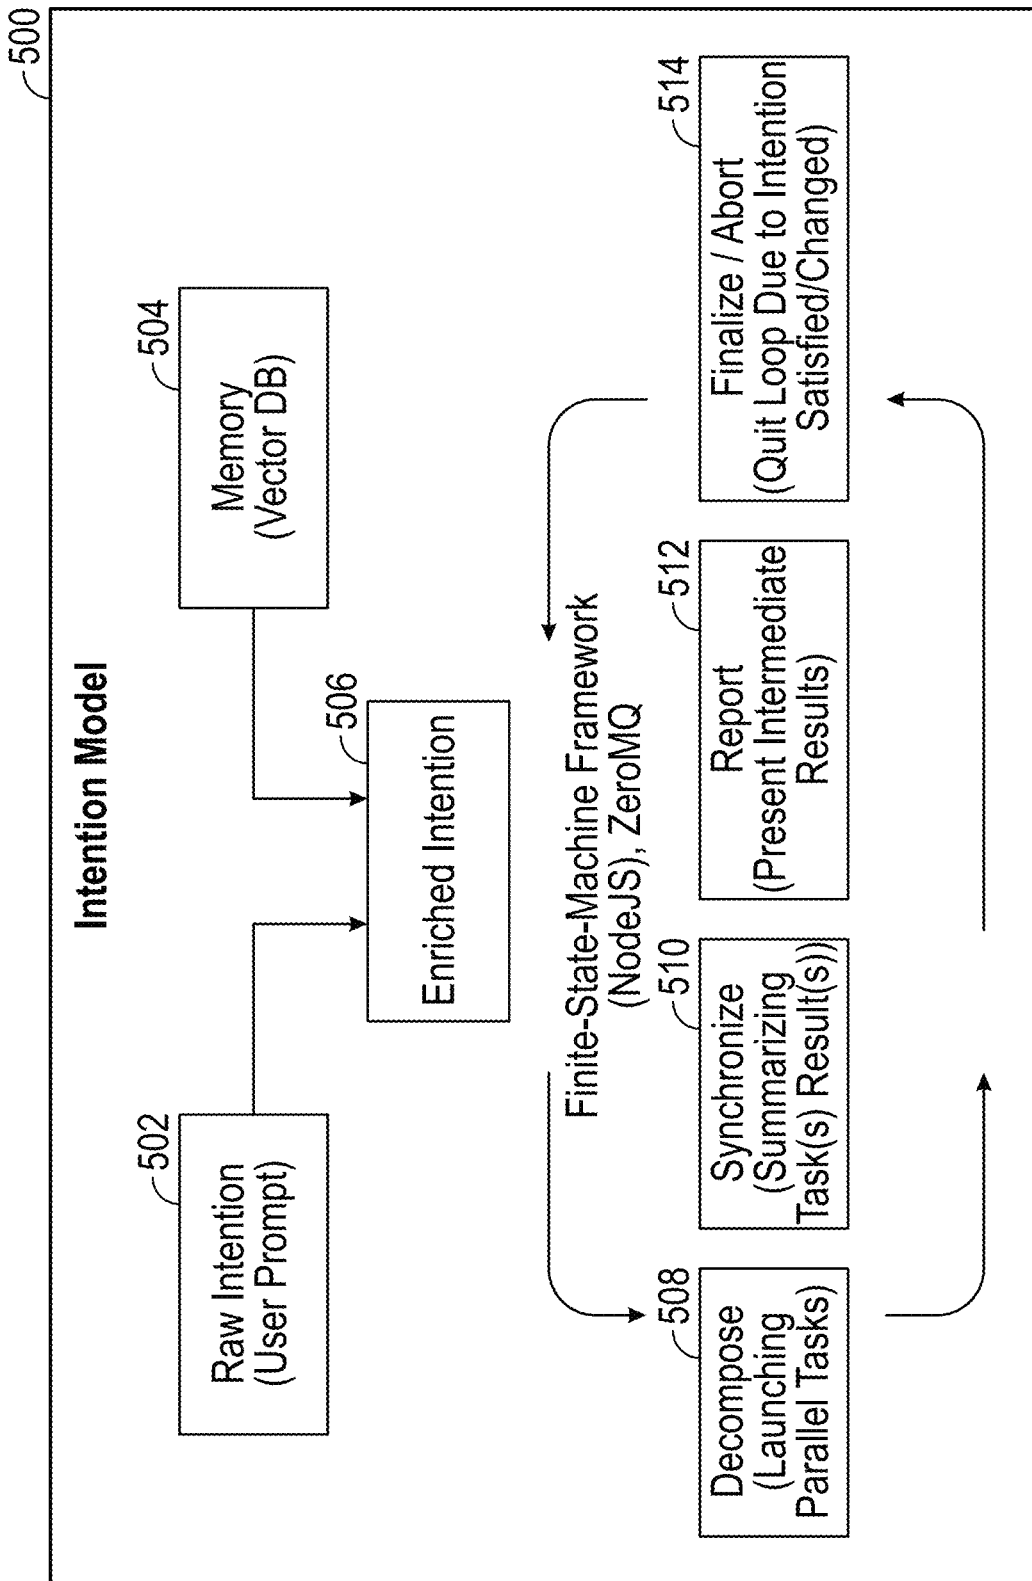 500
Intention Model
502
Raw Intention
(User Prompt)
504
Memory
(Vector DB)
506
Enriched Intention
Finite-State-Machine Framework
(NodeJS), ZeroMQ
508
Decompose
(Launching
Parallel Tasks)
510
Synchronize
(Summarizing
Task(s) Result(s))
512
Report
(Present Intermediate
Results)
514
Finalize / Abort
(Quit Loop Due to Intention
Satisfied/Changed)